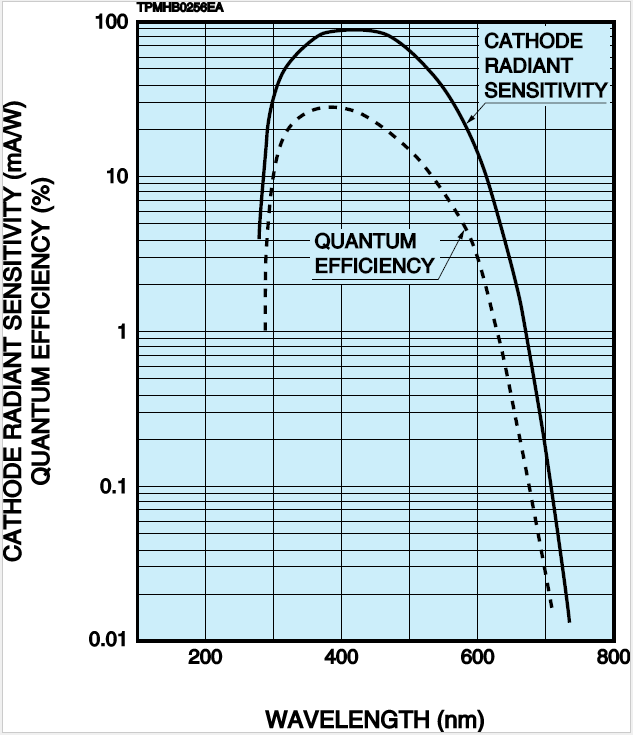 TPMHB0256EA
100
10
1
0.1
0.01
CATHODE RADIANT SENSITIVITY (mA/W)
QUANTUM EFFICIENCY (%)
CATHODE
RADIANT
SENSITIVITY
QUANTUM
EFFICIENCY
200
400
600
800
WAVELENGTH (nm)